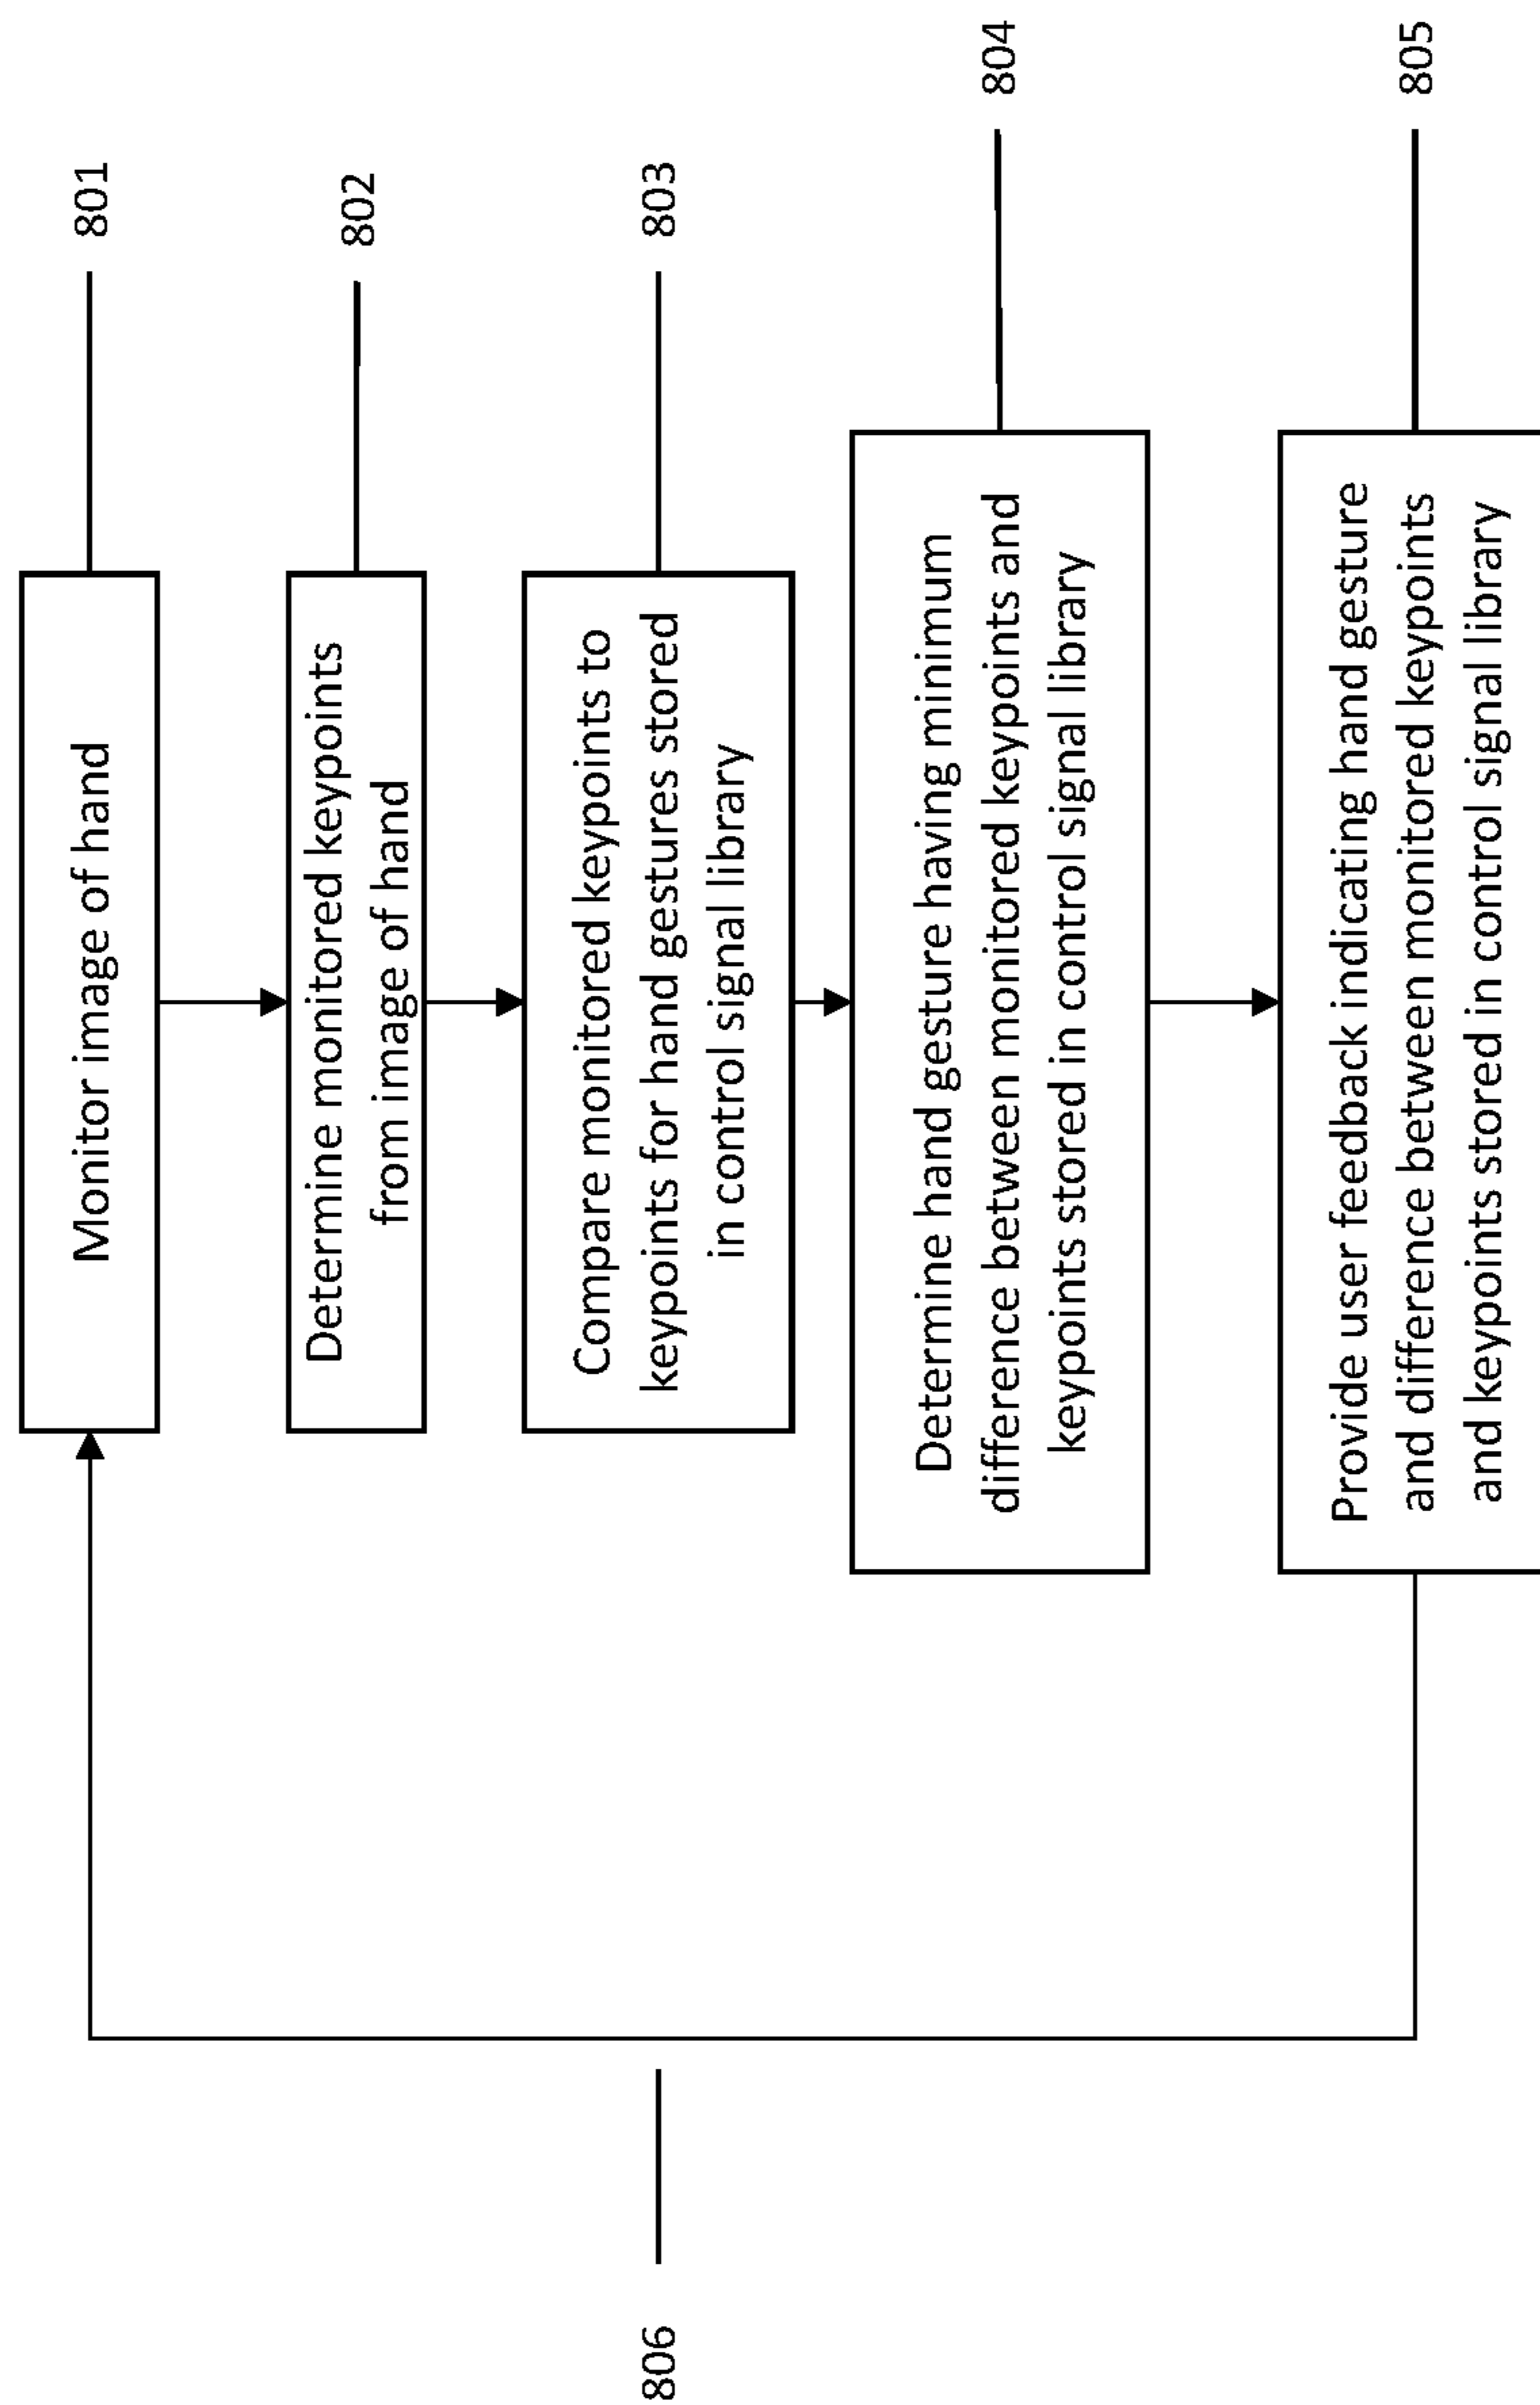 Monitor image of hand
801
Determine monitored keypoints
from image of hand
802
Compare monitored keypoints to
keypoints for hand gestures stored
in control signal library
803
Determine hand gesture having minimum
difference between monitored keypoints and
keypoints stored in control signal library
804
Provide user feedback indicating hand gesture
and difference between monitored keypoints
and keypoints stored in control signal library
805
806